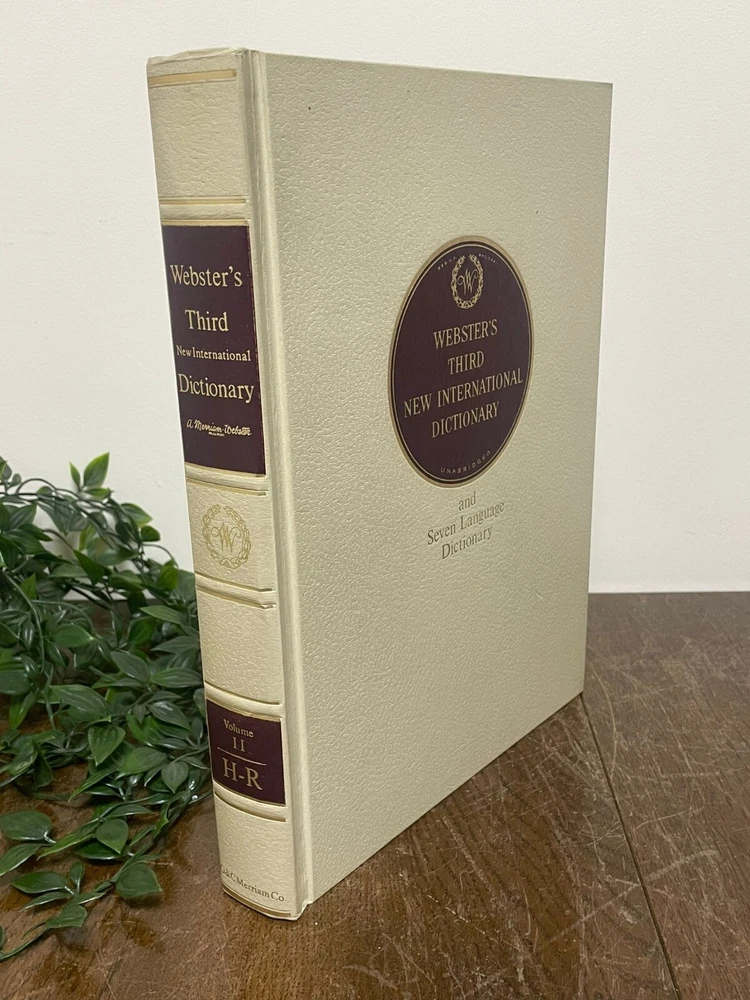 Webster's
Third
New International
Dictionary
a Merriam-Webster
Volume
II
H-R
&C Merriam Co
W
WEBSTER'S
THIRD
NEW INTERNATIONAL
DICTIONARY
UNABRIDGED
and
Seven Language
Dictionary